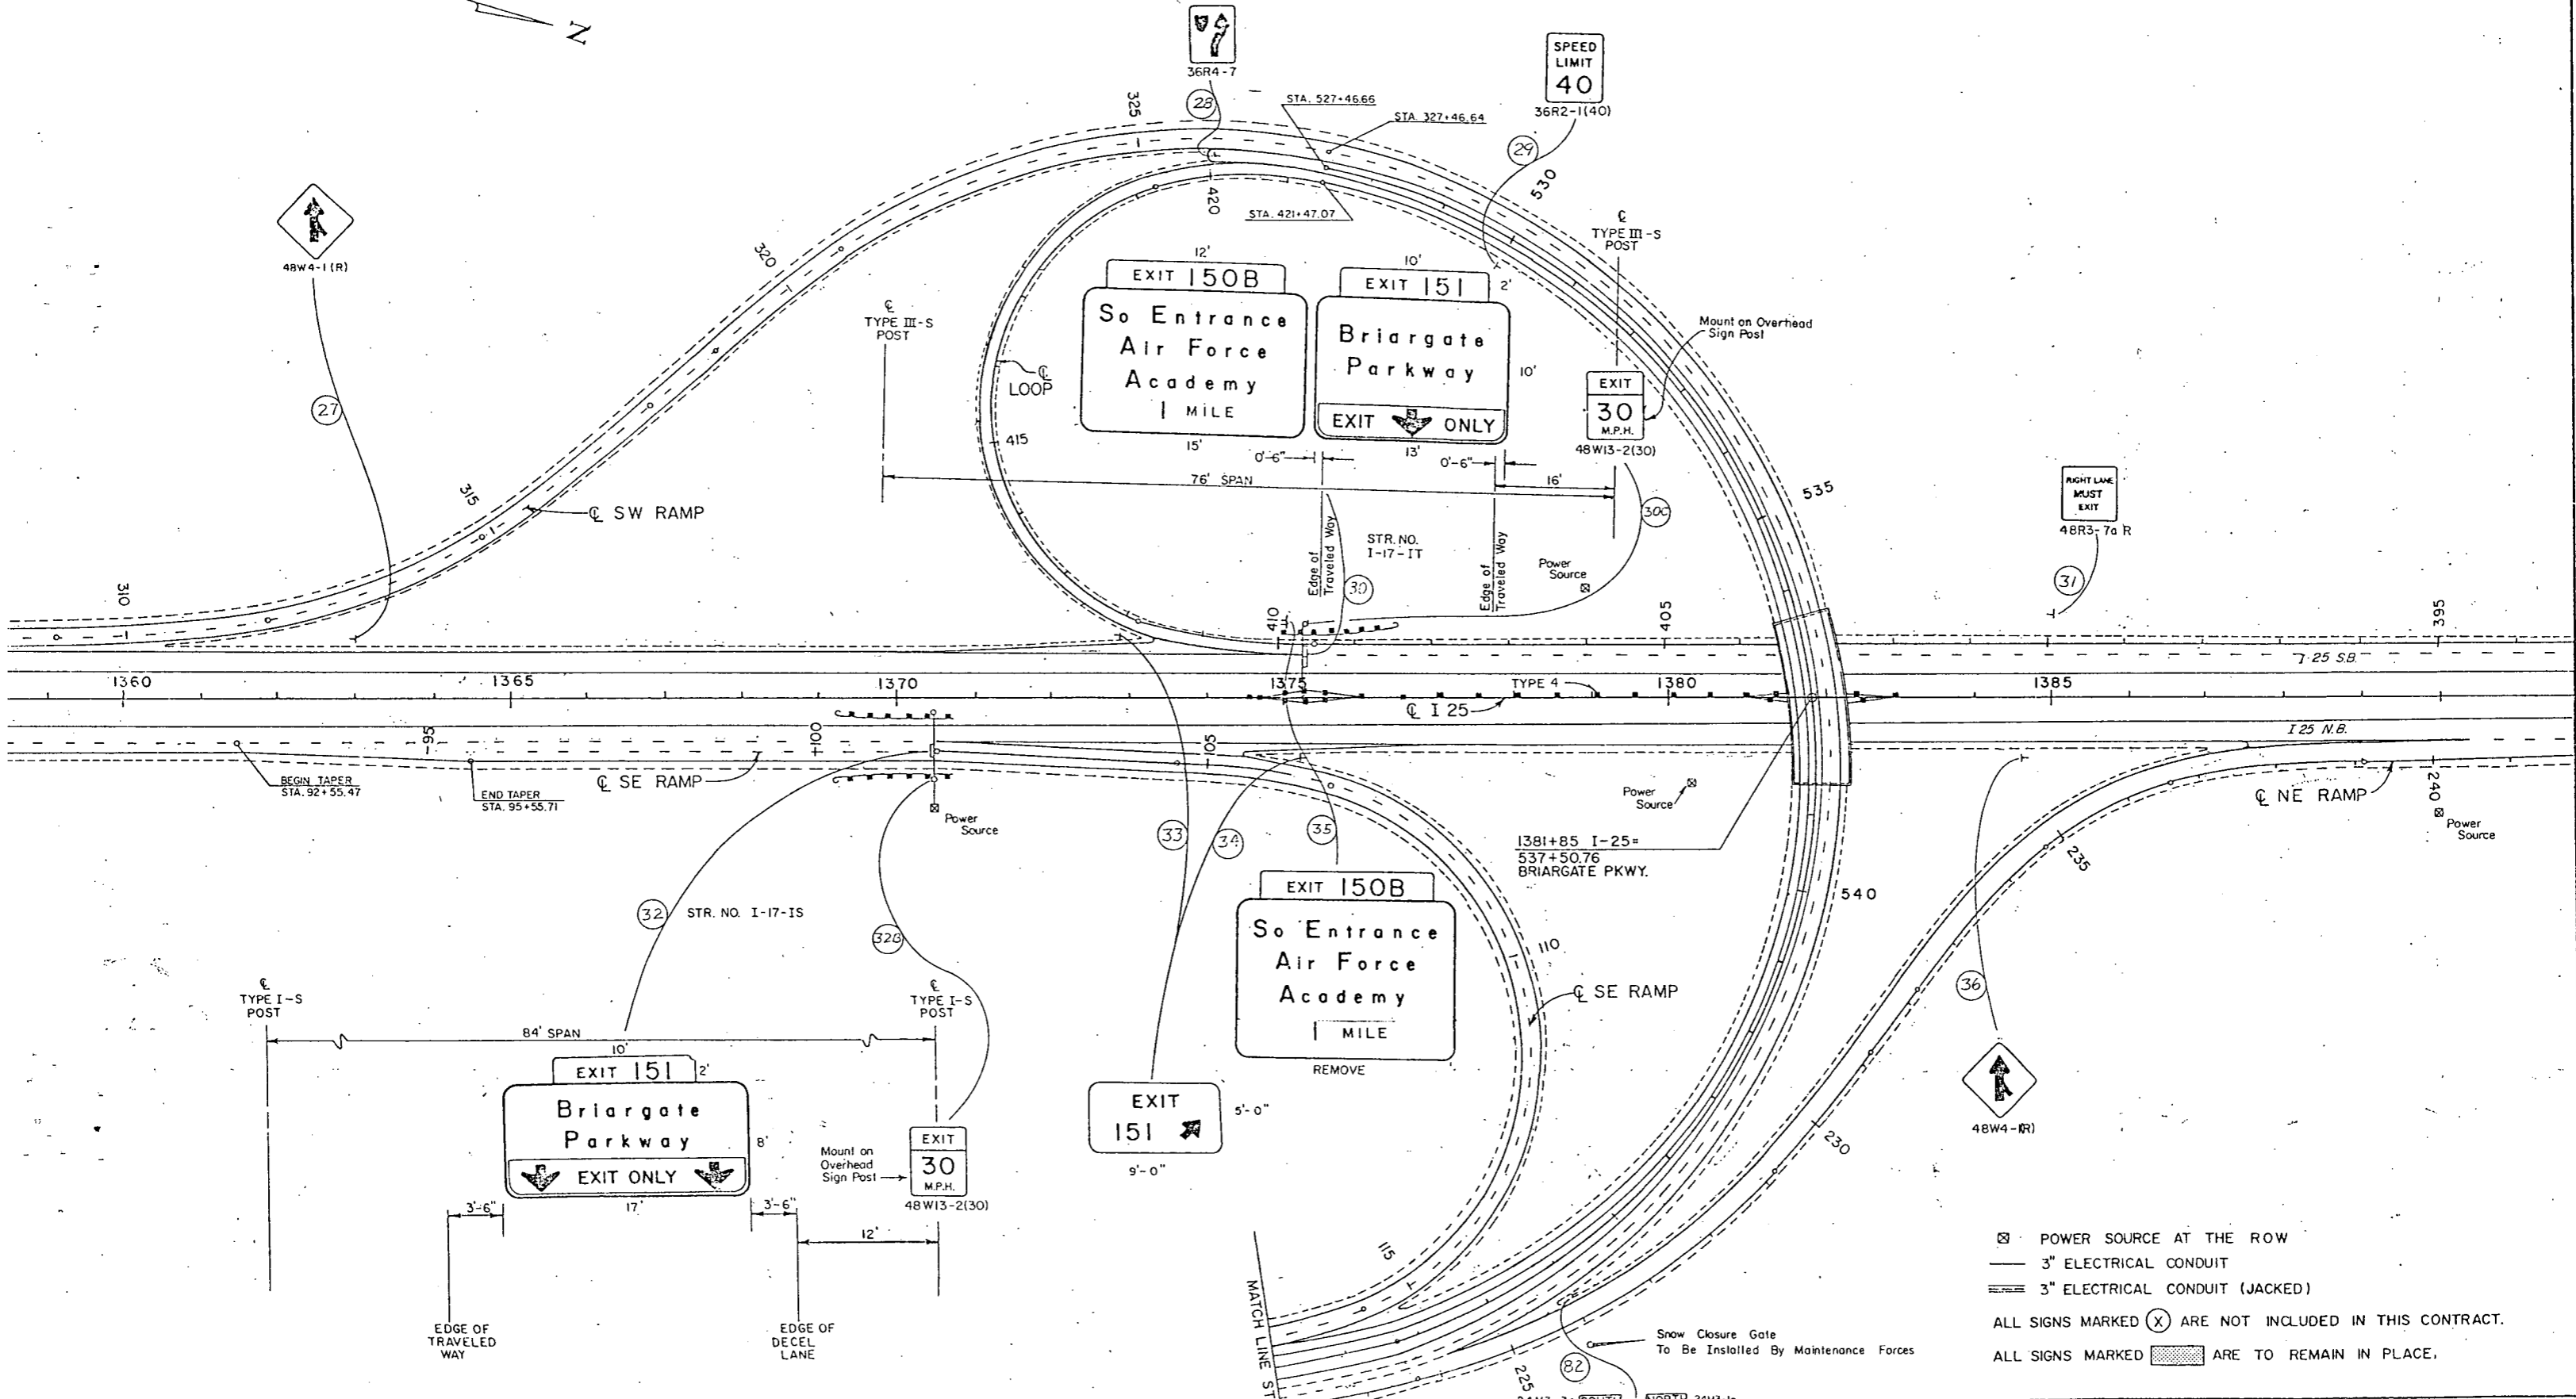 N
36R4-7
28
SPEED
LIMIT
40
36R2-1(40)
29
325
STA. 527+46.66
STA. 327+46.64
420
STA. 421+47.07
530
48W4-1(R)
27
320
315
310
℄ SW RAMP
℄
TYPE III-S
POST
℄
LOOP
415
12'
EXIT 150B
So Entrance
Air Force
Academy
1 MILE
15'
10'
EXIT 151
2'
Briargate
Parkway
10'
EXIT ONLY
13'
0'-6"
0'-6"
76' SPAN
16'
℄
TYPE III-S
POST
Mount on Overhead
Sign Post
EXIT
30
M.P.H.
48W13-2(30)
30C
535
Edge of
Traveled Way
STR. NO.
I-17-IT
Edge of
Traveled Way
Power
Source
30
RIGHT LANE
MUST
EXIT
48R3-7a R
31
410
405
395
I-25 S.B.
1360
1365
1370
1375
TYPE 4
1380
1385
℄ I 25
I 25 N.B.
95
100
105
BEGIN TAPER
STA. 92+55.47
END TAPER
STA. 95+55.71
℄ SE RAMP
Power
Source
33
34
35
Power
Source
1381+85 I-25=
537+50.76
BRIARGATE PKWY.
℄ NE RAMP
240
Power
Source
235
540
32
STR. NO. I-17-IS
32B
EXIT 150B
So Entrance
Air Force
Academy
1 MILE
REMOVE
110
℄ SE RAMP
36
48W4-1(R)
230
℄
TYPE I-S
POST
84' SPAN
℄
TYPE I-S
POST
10'
EXIT 151
2'
Briargate
Parkway
8'
EXIT ONLY
17'
3'-6"
3'-6"
12'
Mount on
Overhead
Sign Post
EXIT
30
M.P.H.
48W13-2(30)
EXIT
151
5'-0"
9'-0"
EDGE OF
TRAVELED
WAY
EDGE OF
DECEL
LANE
115
MATCH LINE ST
225
82
Snow Closure Gate
To Be Installed By Maintenance Forces
POWER SOURCE AT THE ROW
3" ELECTRICAL CONDUIT
3" ELECTRICAL CONDUIT (JACKED)
ALL SIGNS MARKED X ARE NOT INCLUDED IN THIS CONTRACT.
ALL SIGNS MARKED ARE TO REMAIN IN PLACE.